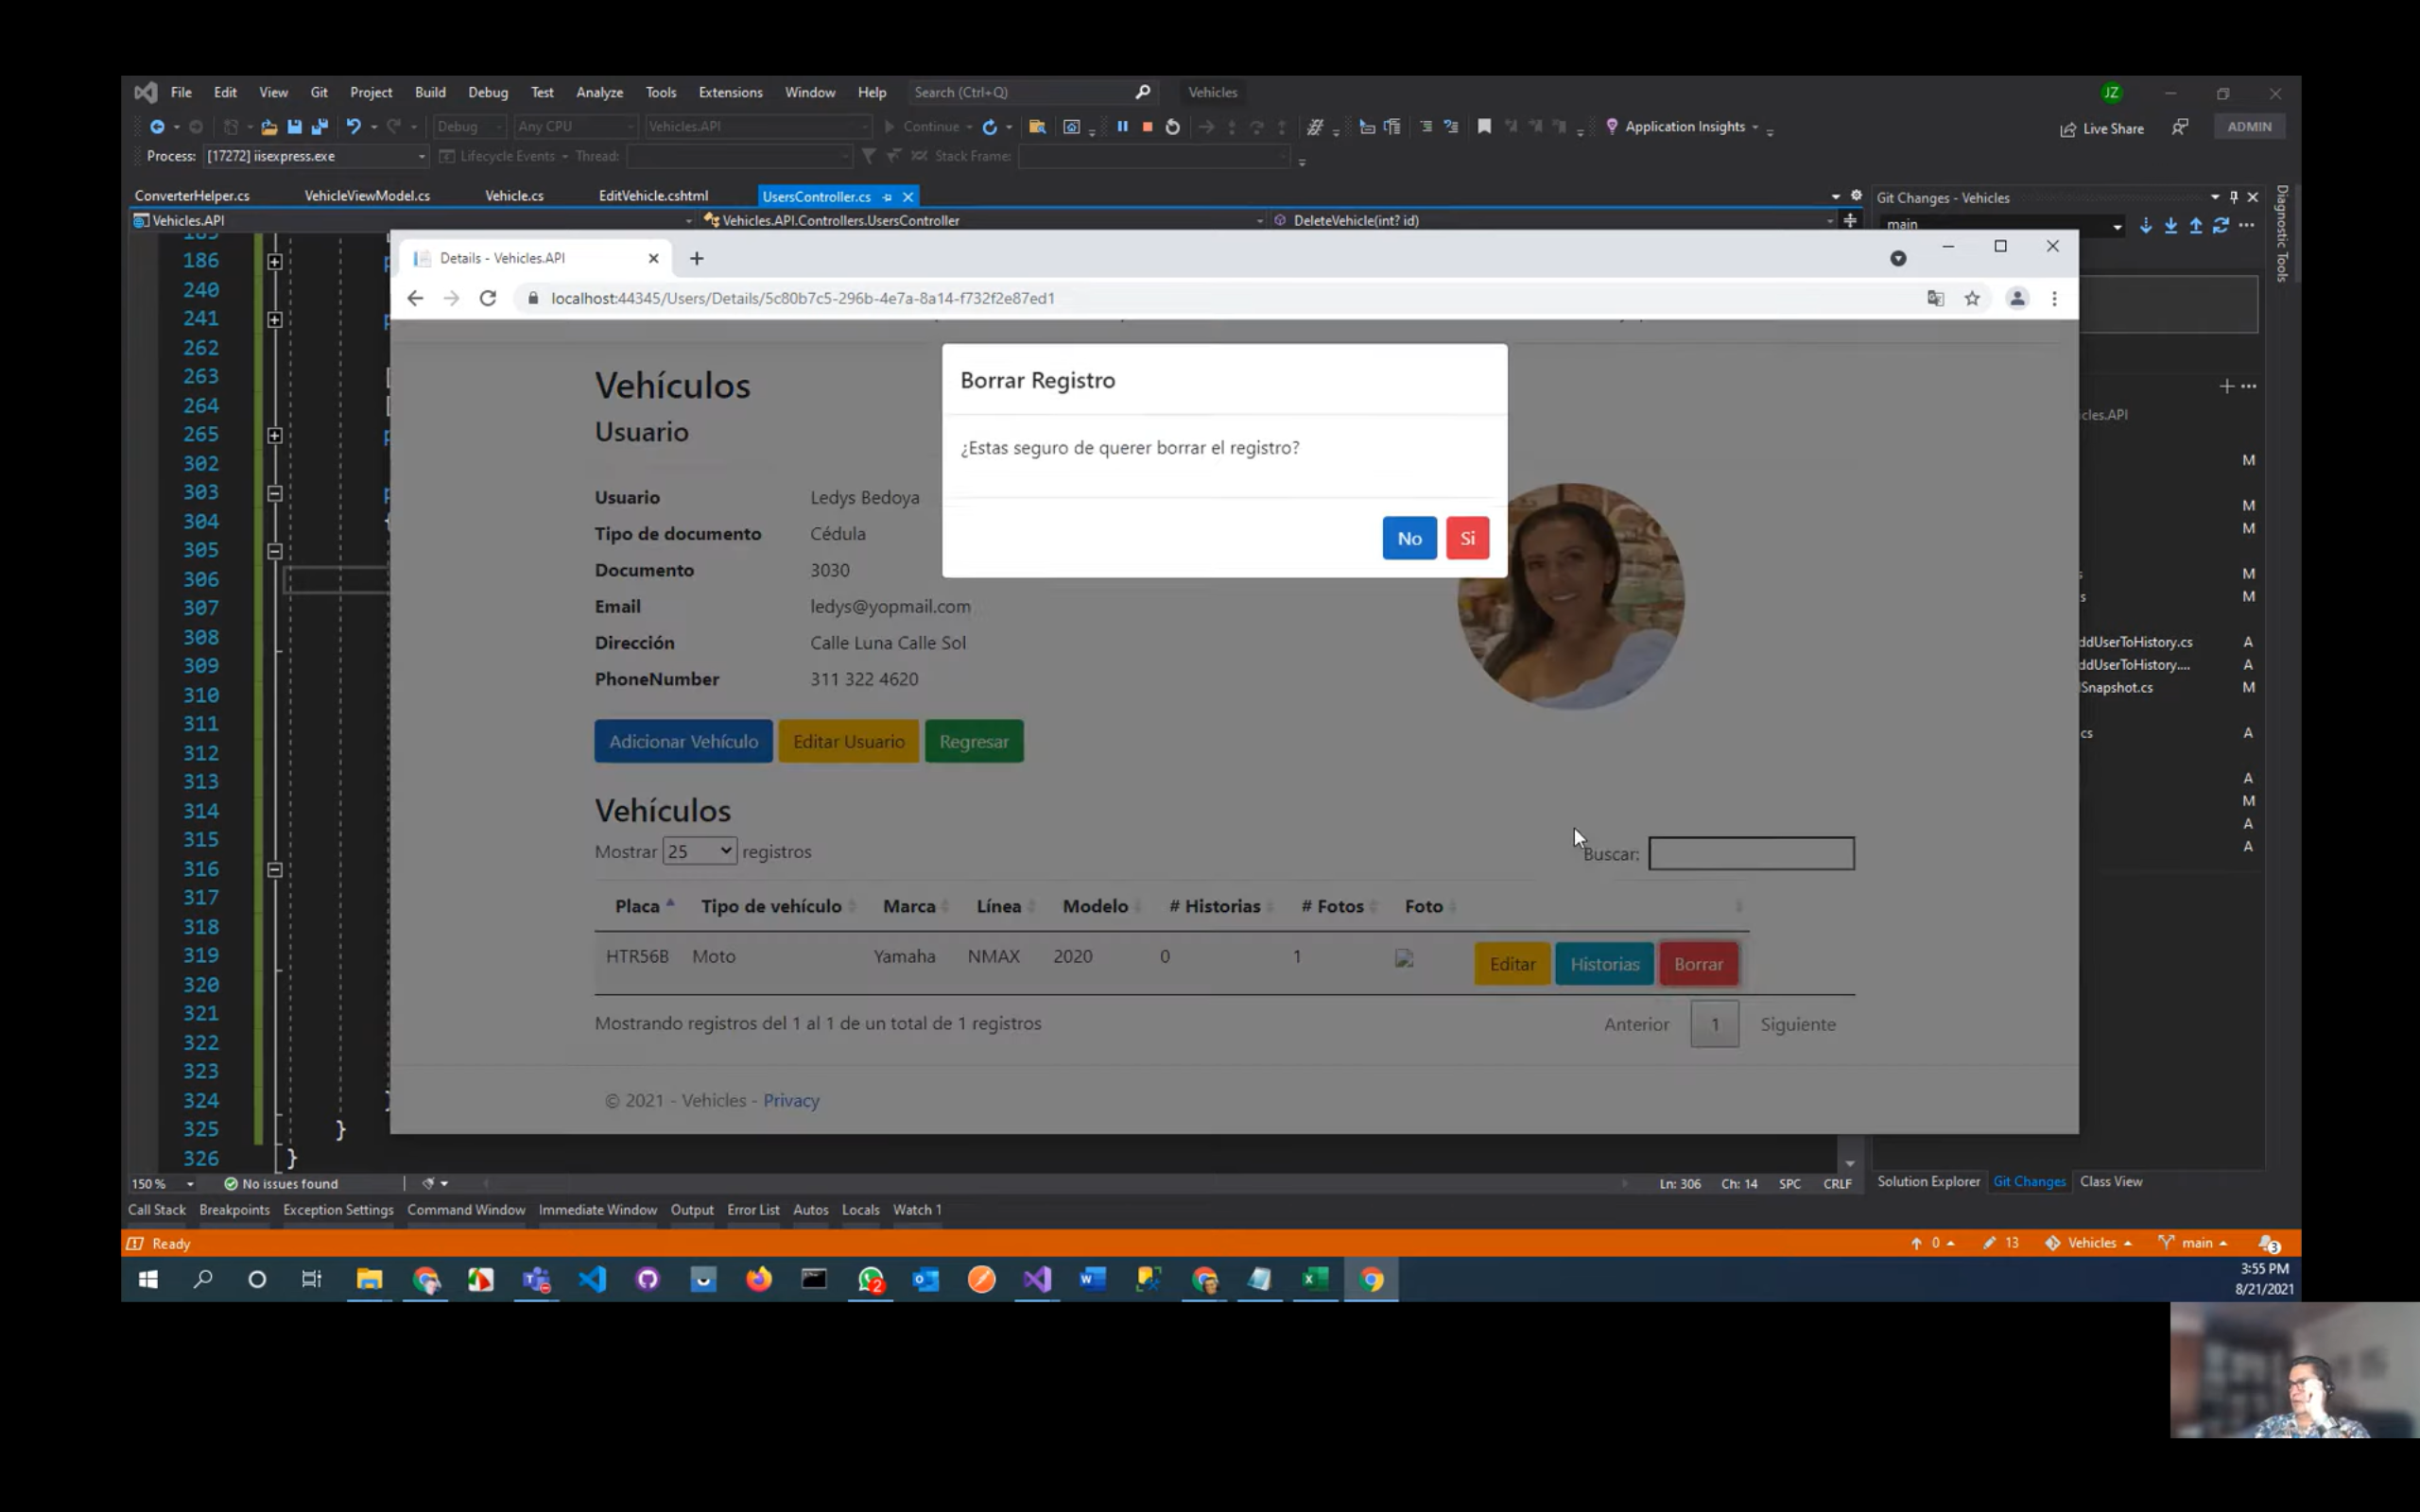 File Edit View Git Project Build Debug Test Analyze Tools Extensions Window Help Search (Ctrl+Q) Vehicles JZ
Debug Any CPU Vehicles.API Continue Application Insights Live Share ADMIN
Process: [17272] iisexpress.exe Lifecycle Events Thread: Stack Frame:
ConverterHelper.cs VehicleViewModel.cs Vehicle.cs EditVehicle.cshtml UsersController.cs Git Changes - Vehicles
Vehicles.API Vehicles.API.Controllers.UsersController DeleteVehicle(int? id) main
Diagnostic Tools
186
240
241
262
263
264
265
302
303
304
305
306
307
308
309
310
311
312
313
314
315
316
317
318
319
320
321
322
323
324
325 }
326 }
Details - Vehicles.API
localhost:44345/Users/Details/5c80b7c5-296b-4e7a-8a14-f732f2e87ed1
Borrar Registro
¿Estas seguro de querer borrar el registro?
No Si
Vehículos
Usuario
Usuario Ledys Bedoya
Tipo de documento Cédula
Documento 3030
Email ledys@yopmail.com
Dirección Calle Luna Calle Sol
PhoneNumber 311 322 4620
Adicionar Vehículo Editar Usuario Regresar
Vehículos
Mostrar 25 registros Buscar:
Placa Tipo de vehículo Marca Línea Modelo # Historias # Fotos Foto
HTR56B Moto Yamaha NMAX 2020 0 1 Editar Historias Borrar
Mostrando registros del 1 al 1 de un total de 1 registros Anterior 1 Siguiente
© 2021 - Vehicles - Privacy
cles.API
M
M
M
M
s M
ddUserToHistory.cs A
ddUserToHistory.... A
Snapshot.cs M
cs A
A
M
A
A
150 % No issues found Ln: 306 Ch: 14 SPC CRLF Solution Explorer Git Changes Class View
Call Stack Breakpoints Exception Settings Command Window Immediate Window Output Error List Autos Locals Watch 1
Ready 0 13 Vehicles main 3
3:55 PM
8/21/2021